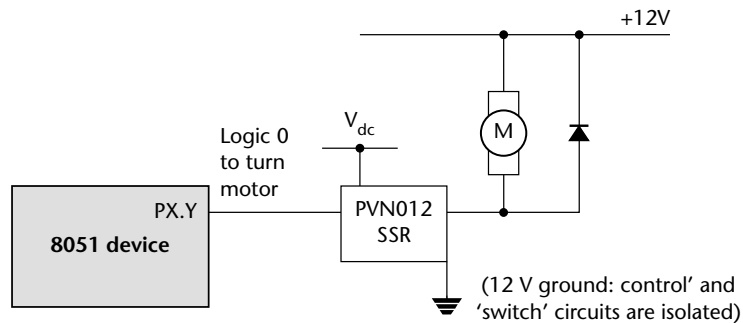 +12V
Logic 0
to turn
motor
V dc
M
PX.Y
8051 device
PVN012
SSR
(12 V ground: control’ and
‘switch’ circuits are isolated)